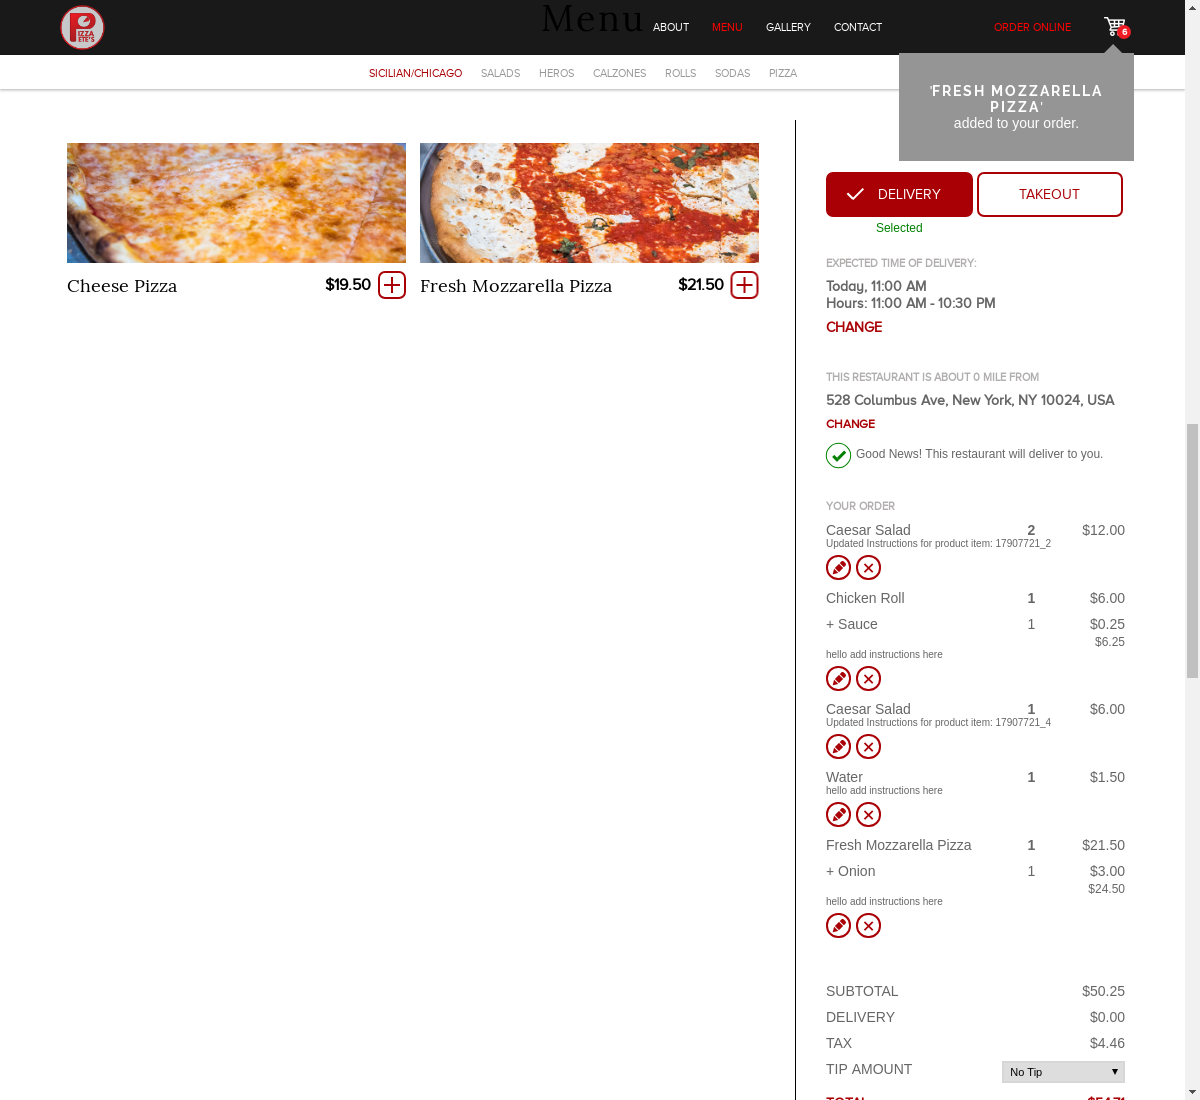 PIZZA
ETE'S
Menu
ABOUT
MENU
GALLERY
CONTACT
ORDER ONLINE
6
SICILIAN/CHICAGO
SALADS
HEROS
CALZONES
ROLLS
SODAS
PIZZA
'FRESH MOZZARELLA
PIZZA'
added to your order.
Cheese Pizza
$19.50
Fresh Mozzarella Pizza
$21.50
DELIVERY
TAKEOUT
Selected
EXPECTED TIME OF DELIVERY:
Today, 11:00 AM
Hours: 11:00 AM - 10:30 PM
CHANGE
THIS RESTAURANT IS ABOUT 0 MILE FROM
528 Columbus Ave, New York, NY 10024, USA
CHANGE
Good News! This restaurant will deliver to you.
YOUR ORDER
Caesar Salad 2 $12.00
Updated Instructions for product item: 17907721_2
Chicken Roll 1 $6.00
+ Sauce 1 $0.25
$6.25
hello add instructions here
Caesar Salad 1 $6.00
Updated Instructions for product item: 17907721_4
Water 1 $1.50
hello add instructions here
Fresh Mozzarella Pizza 1 $21.50
+ Onion 1 $3.00
$24.50
hello add instructions here
SUBTOTAL $50.25
DELIVERY $0.00
TAX $4.46
TIP AMOUNT No Tip
TOTAL $54.71